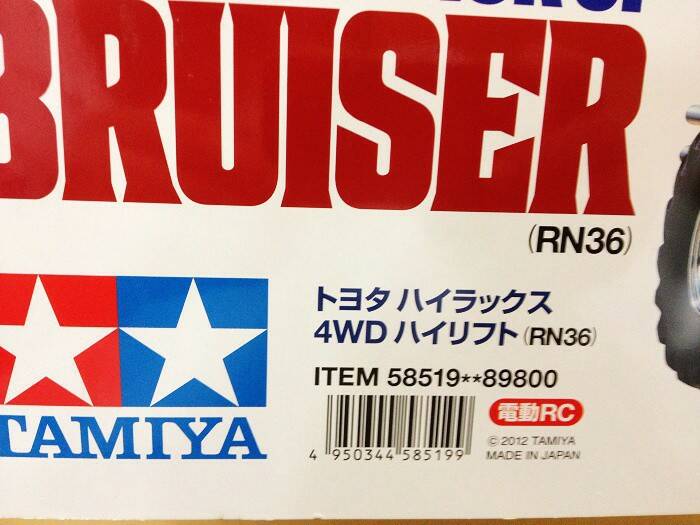 BRUISER
(RN36)
トヨタ ハイラックス
4WD ハイリフト (RN36)
TAMIYA
ITEM 58519**89800
電動RC
4 950344 585199
© 2012 TAMIYA
MADE IN JAPAN